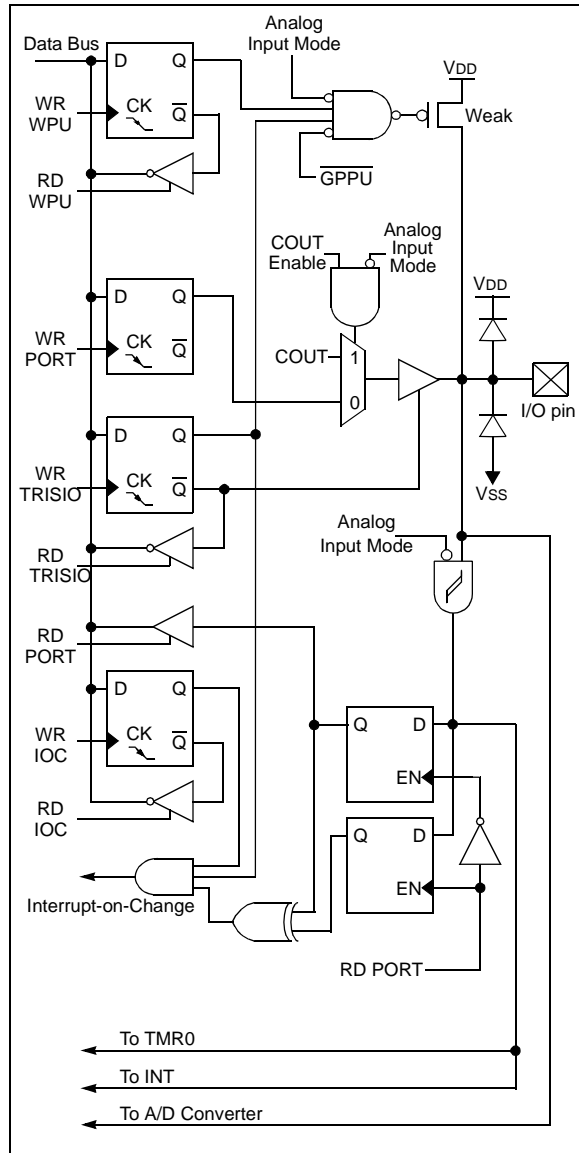 Analog
Input Mode
Data Bus
D Q
VDD
WR
WPU
CK
Q
Weak
RD
WPU
GPPU
COUT
Enable
Analog
Input
Mode
VDD
D Q
WR
PORT
CK
Q
COUT
1
0
I/O pin
D Q
WR
TRISIO
CK
Q
VSS
Analog
Input Mode
RD
TRISIO
RD
PORT
D Q
Q D
WR
IOC
CK
Q
EN
RD
IOC
Q D
EN
Interrupt-on-Change
RD PORT
To TMR0
To INT
To A/D Converter